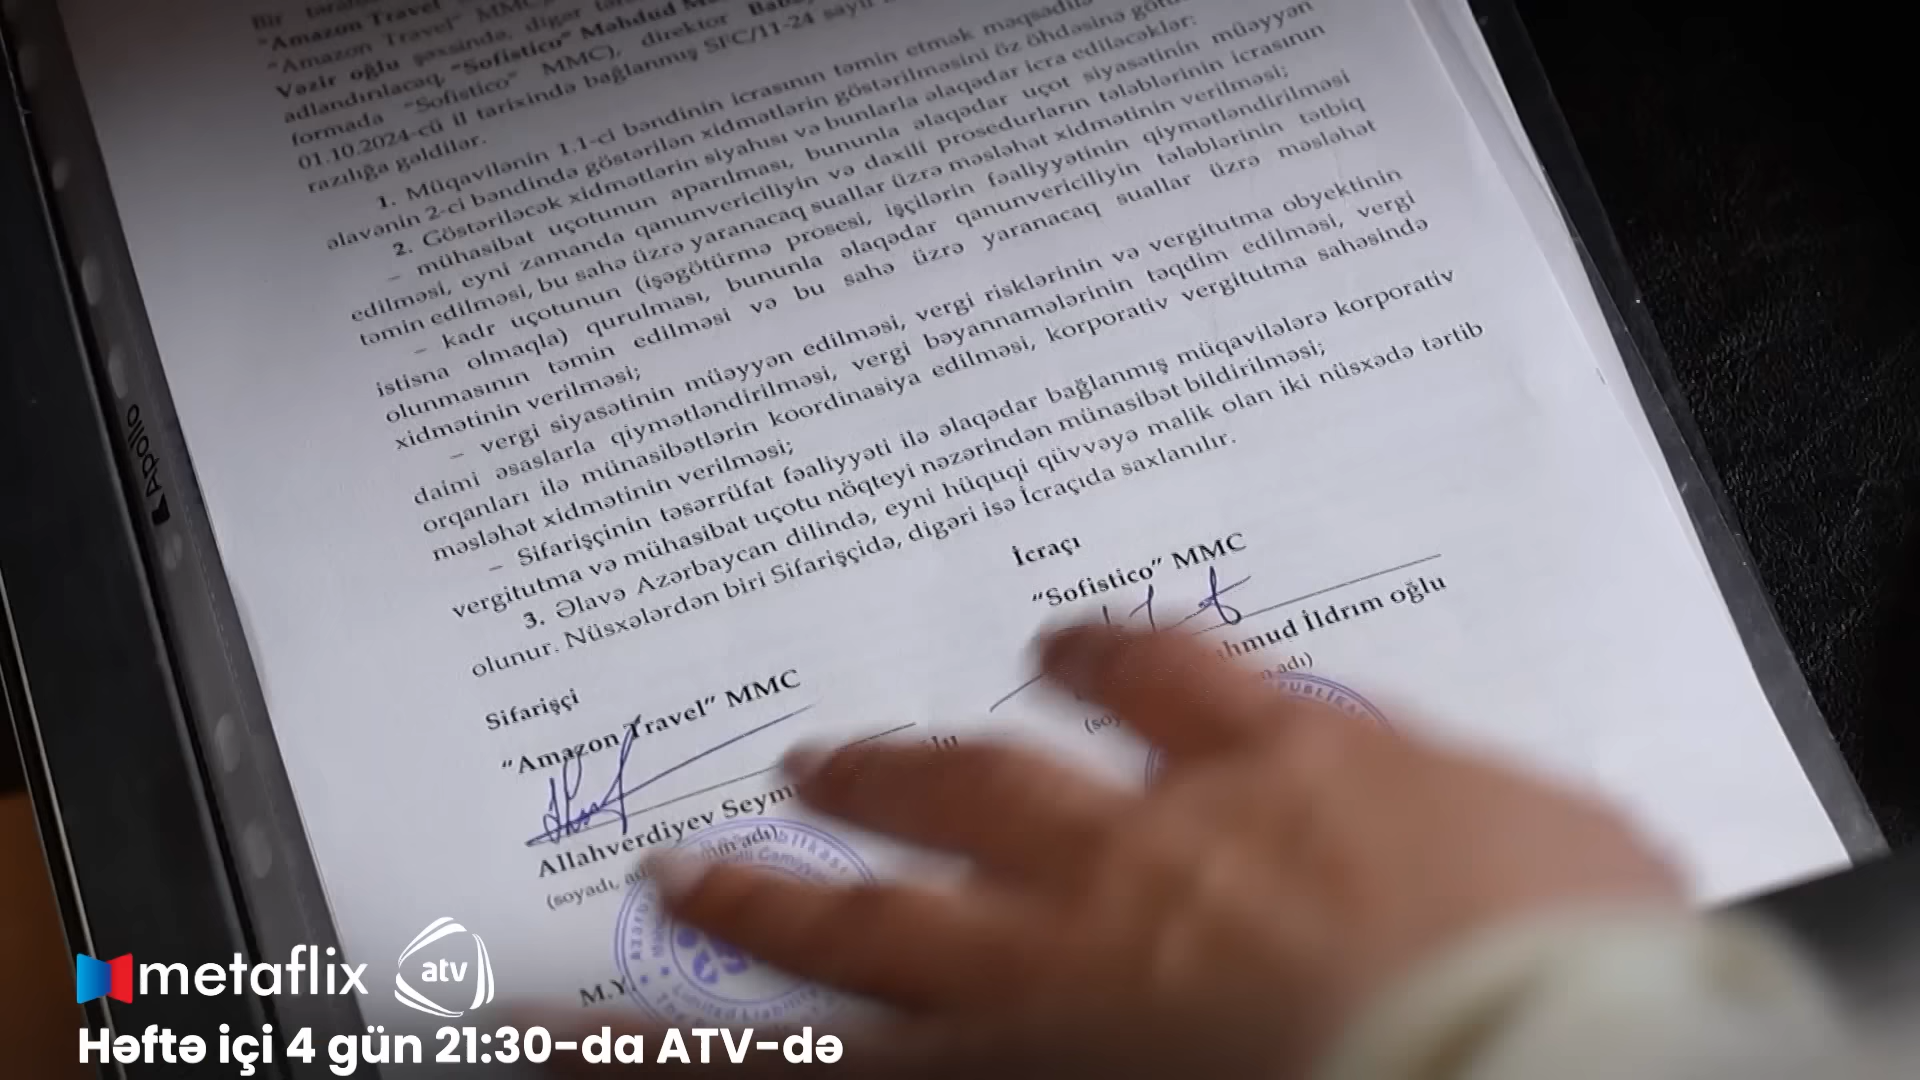 "Amazon Travel"
"Amazon Travel" MMC
Vəzir oğlu şəxsində, digər
adlandırılacaq, "Sofistico" Məhdud
formada "Sofistico" MMC), direktor
01.10.2024-cü il tarixində bağlanmış SFC/11-24 saylı
razılığa gəldilər.
1. Müqavilənin 1.1-ci bəndinin icrasının təmin etmək məqsədilə
əlavənin 2-ci bəndində göstərilən xidmətlərin göstərilməsini öz öhdəsinə
2. Göstəriləcək xidmətlərin siyahısı və bunlarla əlaqədar icra ediləcəklər:
– mühasibat uçotunun aparılması, bununla əlaqədar uçot siyasətinin müəyyən
edilməsi, eyni zamanda qanunvericiliyin və daxili prosedurların tələblərinin icrasının
təmin edilməsi, bu sahə üzrə yaranacaq suallar üzrə məsləhət xidmətinin verilməsi;
– kadr uçotunun (işəgötürmə prosesi, işçilərin fəaliyyətinin qiymətləndirilməsi
istisna olmaqla) qurulması, bununla əlaqədar qanunvericiliyin tələblərinin tətbiq
olunmasının təmin edilməsi və bu sahə üzrə yaranacaq suallar üzrə məsləhət
xidmətinin verilməsi;
– vergi siyasətinin müəyyən edilməsi, vergi risklərinin və vergitutma obyektinin
daimi əsaslarla qiymətləndirilməsi, vergi bəyannamələrinin təqdim edilməsi, vergi
orqanları ilə münasibətlərin koordinasiya edilməsi, korporativ vergitutma sahəsində
məsləhət xidmətinin verilməsi;
– Sifarişçinin təsərrüfat fəaliyyəti ilə əlaqədar bağlanmış müqavilələrə korporativ
vergitutma və mühasibat uçotu nöqteyi nəzərindən münasibət bildirilməsi;
3. Əlavə Azərbaycan dilində, eyni hüquqi qüvvəyə malik olan iki nüsxədə tərtib
olunur. Nüsxələrdən biri Sifarişçidə, digəri isə İcraçıda saxlanılır.
Sifarişçi
"Amazon Travel" MMC
Allahverdiyev
(soyadı,
M.Y.
İcraçı
"Sofistico" MMC
İldrım oğlu
Apollo
metaflix atv
Həftə içi 4 gün 21:30-da ATV-də